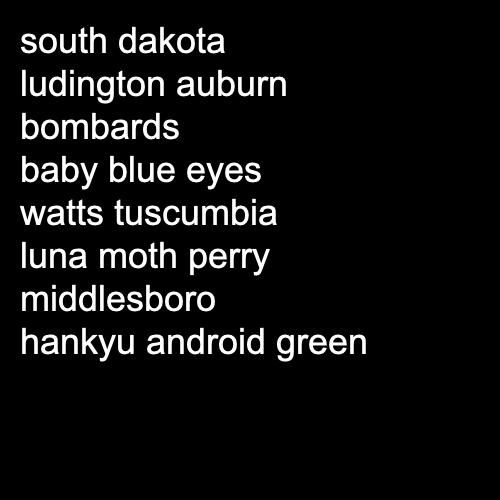 south dakota
ludington auburn
bombards
baby blue eyes
watts tuscumbia
luna moth perry
middlesboro
hankyu android green